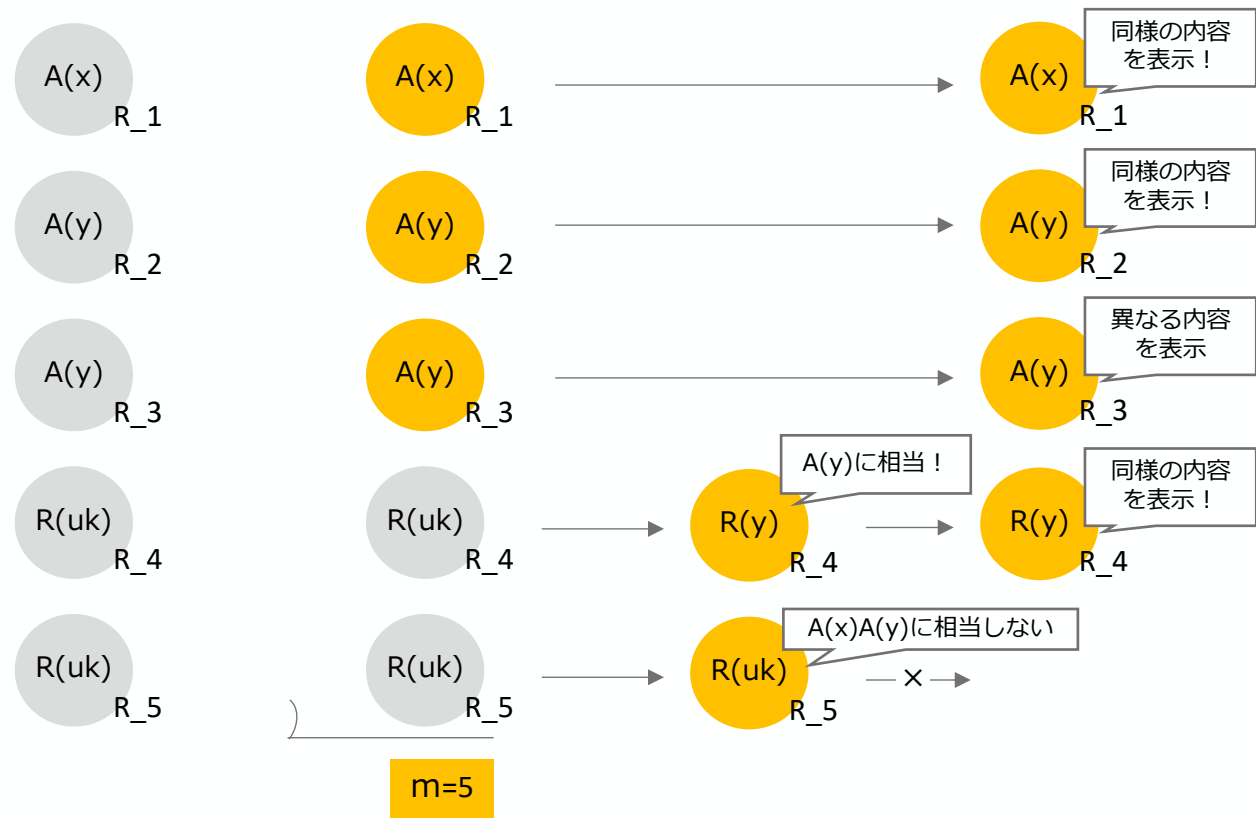 A(x)
R_1
A(x)
R_1
A(x)
R_1
同様の内容
を表示！
A(y)
R_2
A(y)
R_2
A(y)
R_2
同様の内容
を表示！
A(y)
R_3
A(y)
R_3
A(y)
R_3
異なる内容
を表示
R(uk)
R_4
R(uk)
R_4
A(y)に相当！
R(y)
R_4
同様の内容
を表示！
R(y)
R_4
R(uk)
R_5
R(uk)
R_5
A(x)A(y)に相当しない
R(uk)
R_5
×
m=5